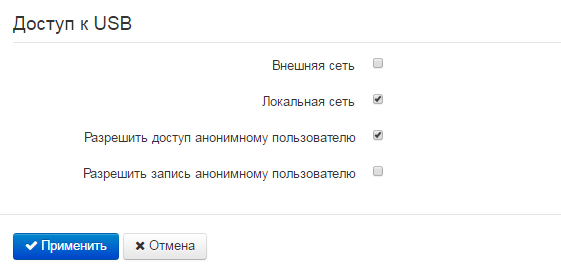 Доступ к USB
Внешняя сеть
Локальная сеть
Разрешить доступ анонимному пользователю
Разрешить запись анонимному пользователю
Применить Отмена